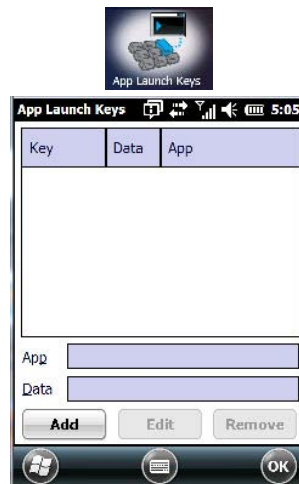 App Launch Keys
App Launch Keys 5:05
Key Data App
App
Data
Add Edit Remove
OK